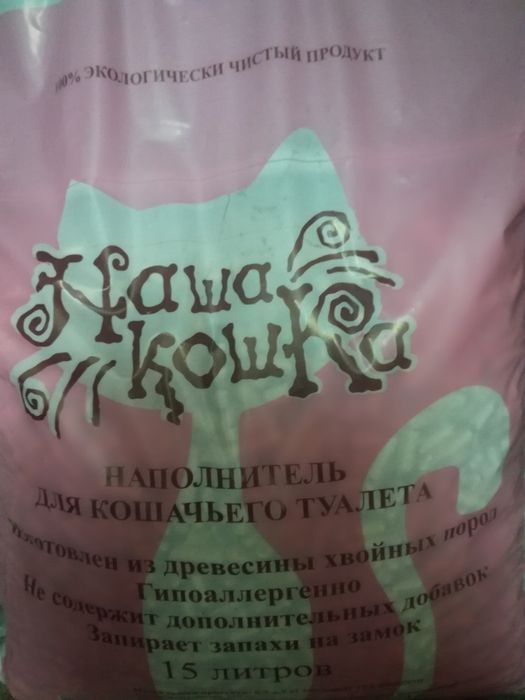 100% ЭКОЛОГИЧЕСКИ ЧИСТЫЙ ПРОДУКТ
Наша
кошка
НАПОЛНИТЕЛЬ
ДЛЯ КОШАЧЬЕГО ТУАЛЕТА
Изготовлен из древесины хвойных пород
Гипоаллергенно
Не содержит дополнительных добавок
Запирает запахи на замок
15 литров